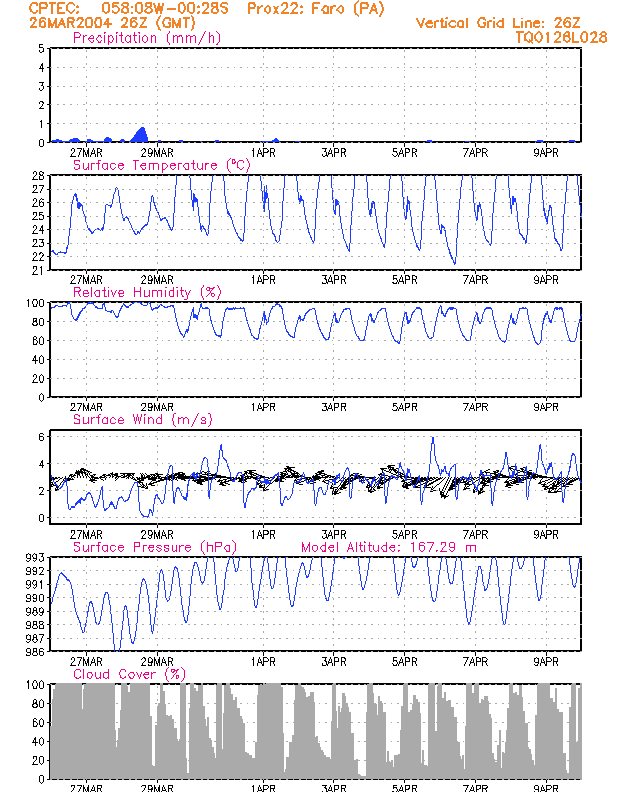 CPTEC: 058:08W-00:28S Prox22: Faro (PA)
26MAR2004 26Z (GMT) Vertical Grid Line: 26Z
Precipitation (mm/h) TQ0126L028
5
4
3
2
1
0
27MAR 29MAR 1APR 3APR 5APR 7APR 9APR
Surface Temperature (ºC)
28
27
26
25
24
23
22
21
27MAR 29MAR 1APR 3APR 5APR 7APR 9APR
Relative Humidity (%)
100
80
60
40
20
0
27MAR 29MAR 1APR 3APR 5APR 7APR 9APR
Surface Wind (m/s)
6
4
2
0
27MAR 29MAR 1APR 3APR 5APR 7APR 9APR
Surface Pressure (hPa) Model Altitude: 167.29 m
993
992
991
990
989
988
987
986
27MAR 29MAR 1APR 3APR 5APR 7APR 9APR
Cloud Cover (%)
100
80
60
40
20
0
27MAR 29MAR 1APR 3APR 5APR 7APR 9APR